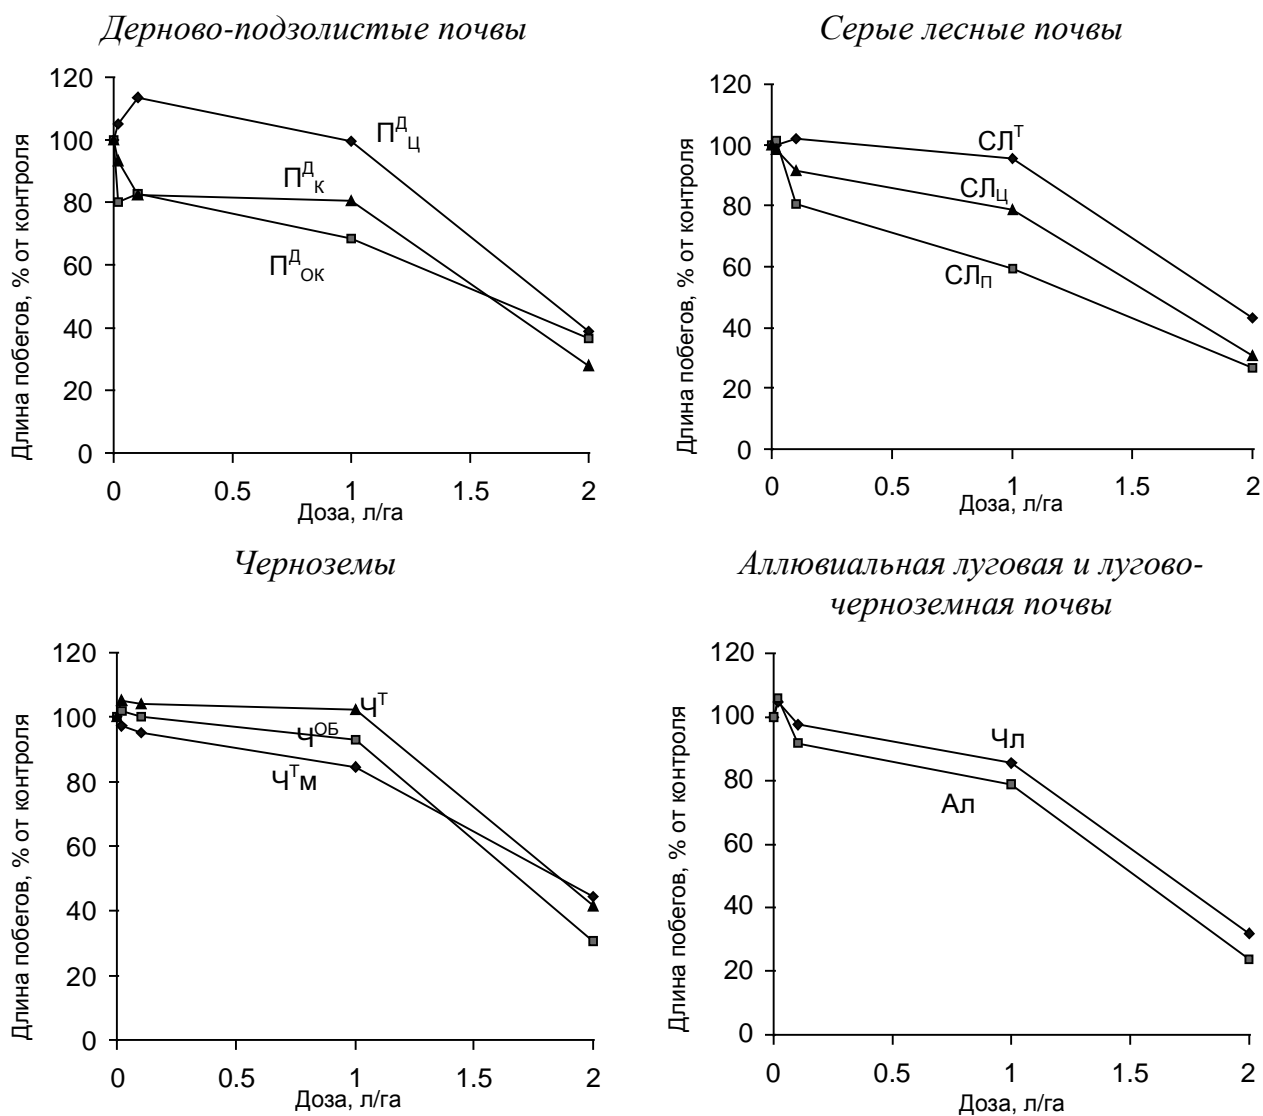 Дерново-подзолистые почвы
120
100
80
60
40
20
0
Длина побегов, % от контроля
П^Д_Ц
П^Д_К
П^Д_ОК
0 0.5 1 1.5 2
Доза, л/га
Серые лесные почвы
120
100
80
60
40
20
0
Длина побегов, % от контроля
СЛ^Т
СЛ_Ц
СЛ_П
0 0.5 1 1.5 2
Доза, л/га
Черноземы
120
100
80
60
40
20
0
Длина побегов, % от контроля
Ч^Т
Ч^ОБ
Ч^Тм
0 0.5 1 1.5 2
Доза, л/га
Аллювиальная луговая и лугово-
черноземная почвы
120
100
80
60
40
20
0
Длина побегов, % от контроля
Чл
Ал
0 0.5 1 1.5 2
Доза, л/га